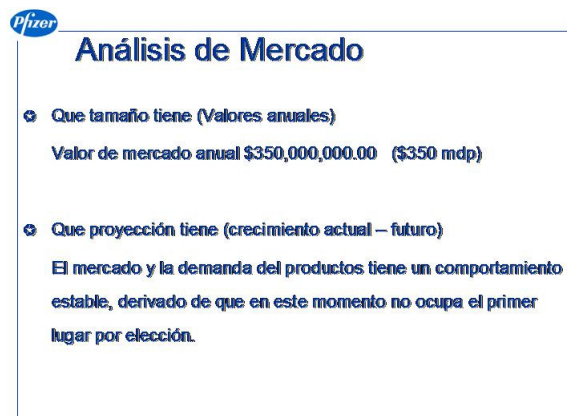 Pfizer
Análisis de Mercado
Que tamaño tiene (Valores anuales)
Valor de mercado anual $350,000,000.00 ($350 mdp)
Que proyección tiene (crecimiento actual – futuro)
El mercado y la demanda del productos tiene un comportamiento
estable, derivado de que en este momento no ocupa el primer
lugar por elección.